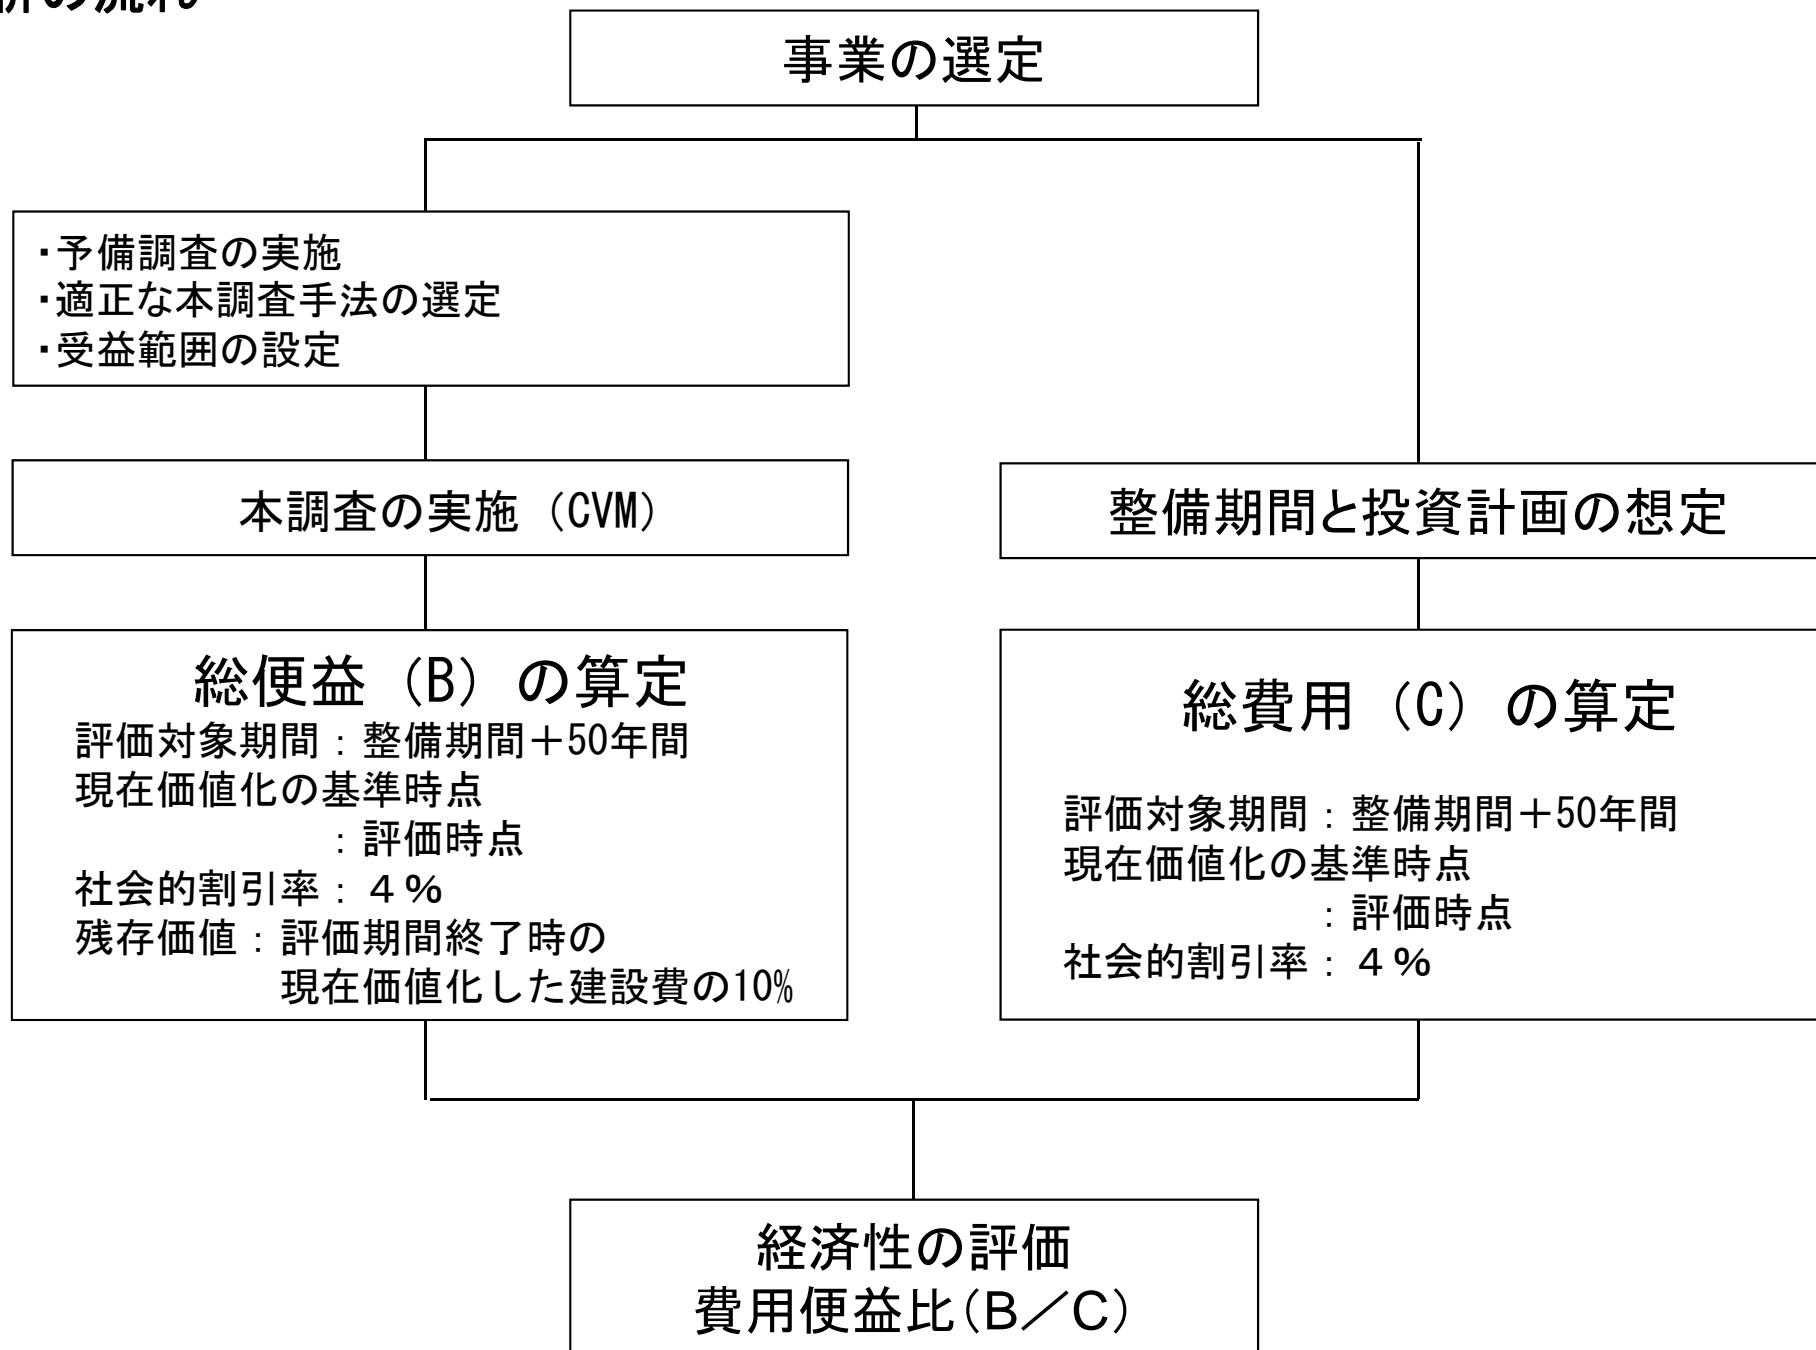 の流れ
事業の選定
・予備調査の実施
・適正な本調査手法の選定
・受益範囲の設定
本調査の実施（CVM）
整備期間と投資計画の想定
総便益（B）の算定
評価対象期間：整備期間＋50年間
現在価値化の基準時点
：評価時点
社会的割引率：４％
残存価値：評価期間終了時の
現在価値化した建設費の10%
総費用（C）の算定
評価対象期間：整備期間＋50年間
現在価値化の基準時点
：評価時点
社会的割引率：４％
経済性の評価
費用便益比（B／C）